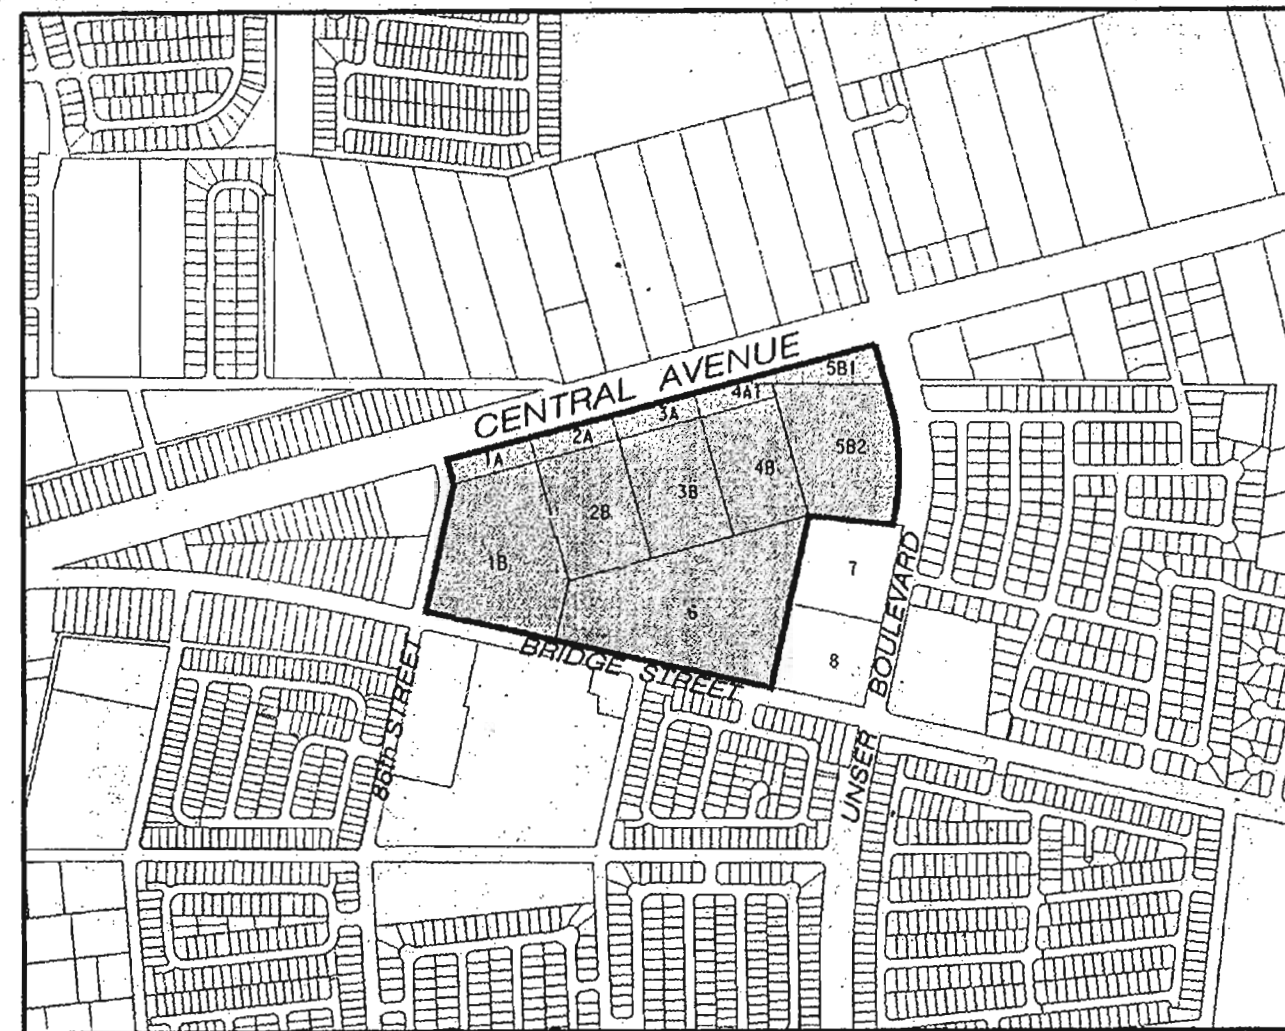 CENTRAL AVENUE
5B1
4A1
3A
2A
1A
5B2
4B
3B
2B
1B
7
6
8
BRIDGE STREET
UNSER BOULEVARD
86th STREET